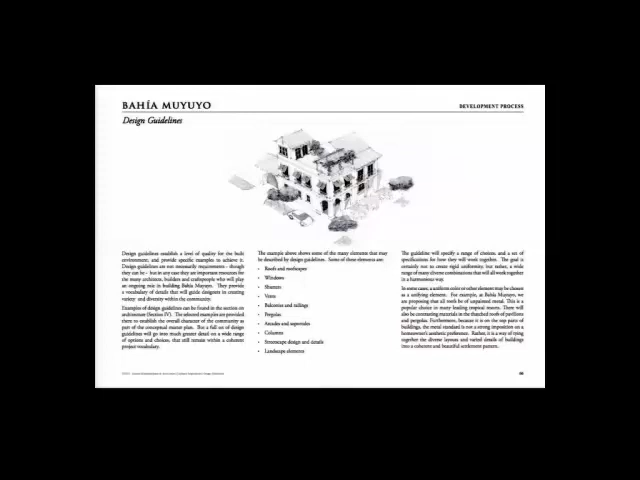 BAHÍA MUYUYO
DEVELOPMENT PROCESS
Design Guidelines
Design guidelines establish a level of quality for the built
environment, and provide specific examples to achieve it.
Design guidelines are not necessarily requirements - though
they can be - but in any case they are important resources for
the many architects, builders and craftspeople who will play
an ongoing role in building Bahía Muyuyo. They provide
a vocabulary of details that will guide designers in creating
variety and diversity within the community.
Examples of design guidelines can be found in the section on
architecture (Section IV). The selected examples are provided
there to establish the overall character of the community as
part of the conceptual master plan. But a full set of design
guidelines will go into much greater detail on a wide range
of options and choices, that still remain within a coherent
project vocabulary.
The example above shows some of the many elements that may
be described by design guidelines. Some of these elements are:
• Roofs and roofscapes
• Windows
• Shutters
• Vents
• Balconies and railings
• Pergolas
• Arcades and supercades
• Columns
• Streetscape design and details
• Landscape elements
The guideline will specify a range of choices, and a set of
specifications for how they will work together. The goal is
certainly not to create rigid uniformity, but rather, a wide
range of many diverse combinations that will all work together
in a harmonious way.
In some cases, a uniform color or other element may be chosen
as a unifying element. For example, at Bahía Muyuyo, we
are proposing that all roofs be of unpainted metal. This is a
popular choice in many leading tropical resorts. There will
also be contrasting materials in the thatched roofs of pavilions
and pergolas. Furthermore, because it is on the top parts of
buildings, the metal standard is not a strong imposition on a
homeowner's aesthetic preference. Rather, it is a way of tying
together the diverse layouts and varied details of buildings
into a coherent and beautiful settlement pattern.